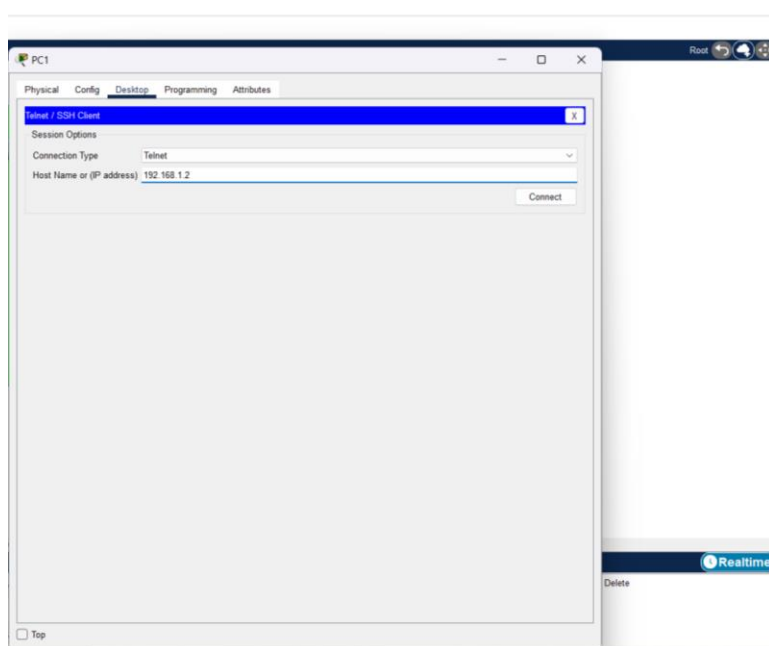 Root
PC1
Physical Config Desktop Programming Attributes
Telnet / SSH Client X
Session Options
Connection Type Telnet
Host Name or (IP address) 192.168.1.2
Connect
Realtime
Delete
Top